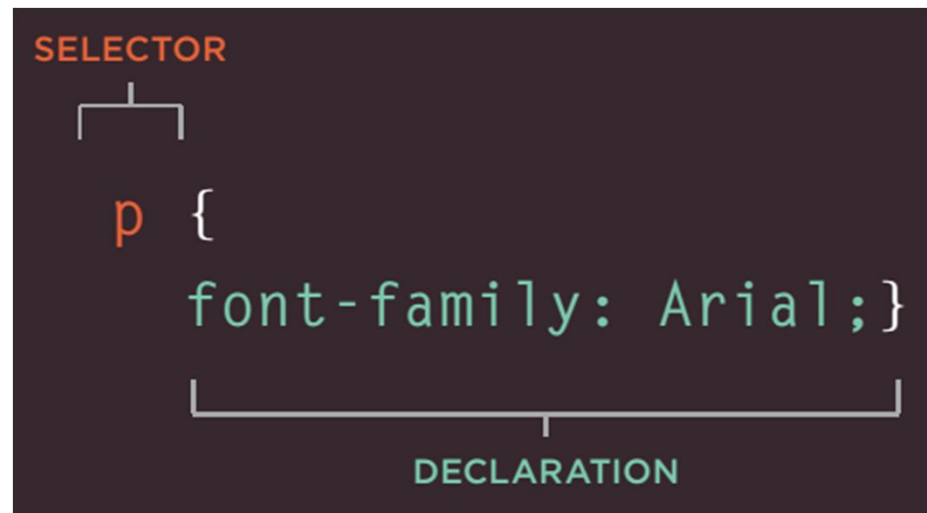 SELECTOR
p {
font-family: Arial;}
DECLARATION